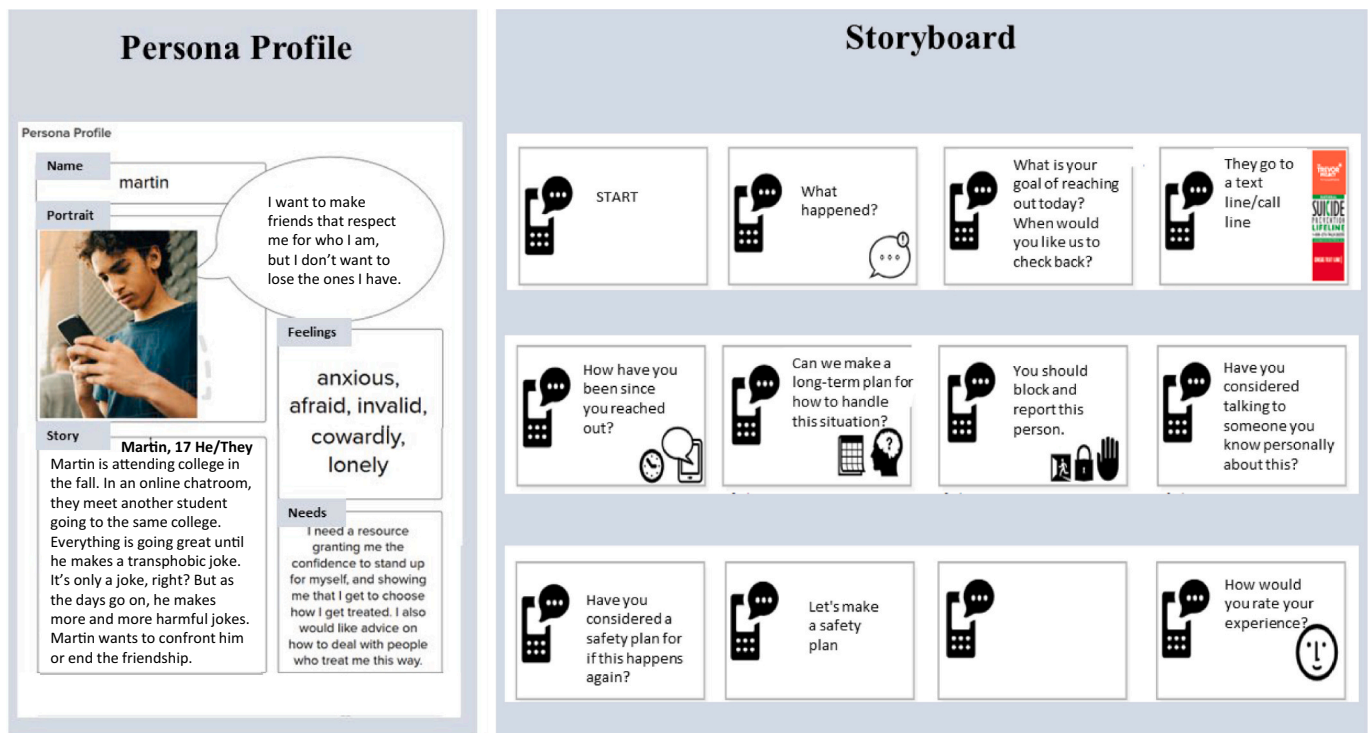 Persona Profile
Persona Profile
Name
martin
Portrait
I want to make
friends that respect
me for who I am,
but I don't want to
lose the ones I have.
Feelings
anxious,
afraid, invalid,
cowardly,
lonely
Story
Martin, 17 He/They
Martin is attending college in
the fall. In an online chatroom,
they meet another student
going to the same college.
Everything is going great until
he makes a transphobic joke.
It's only a joke, right? But as
the days go on, he makes
more and more harmful jokes.
Martin wants to confront him
or end the friendship.
Needs
I need a resource
granting me the
confidence to stand up
for myself, and showing
me that I get to choose
how I get treated. I also
would like advice on
how to deal with people
who treat me this way.
Storyboard
START
What
happened?
What is your
goal of reaching
out today?
When would
you like us to
check back?
They go to
a text
line/call
line
SUICIDE
PREVENTION
LIFELINE
How have you
been since
you reached
out?
Can we make a
long-term plan for
how to handle
this situation?
You should
block and
report this
person.
Have you
considered
talking to
someone you
know personally
about this?
Have you
considered a
safety plan for
if this happens
again?
Let's make
a safety
plan
How would
you rate your
experience?